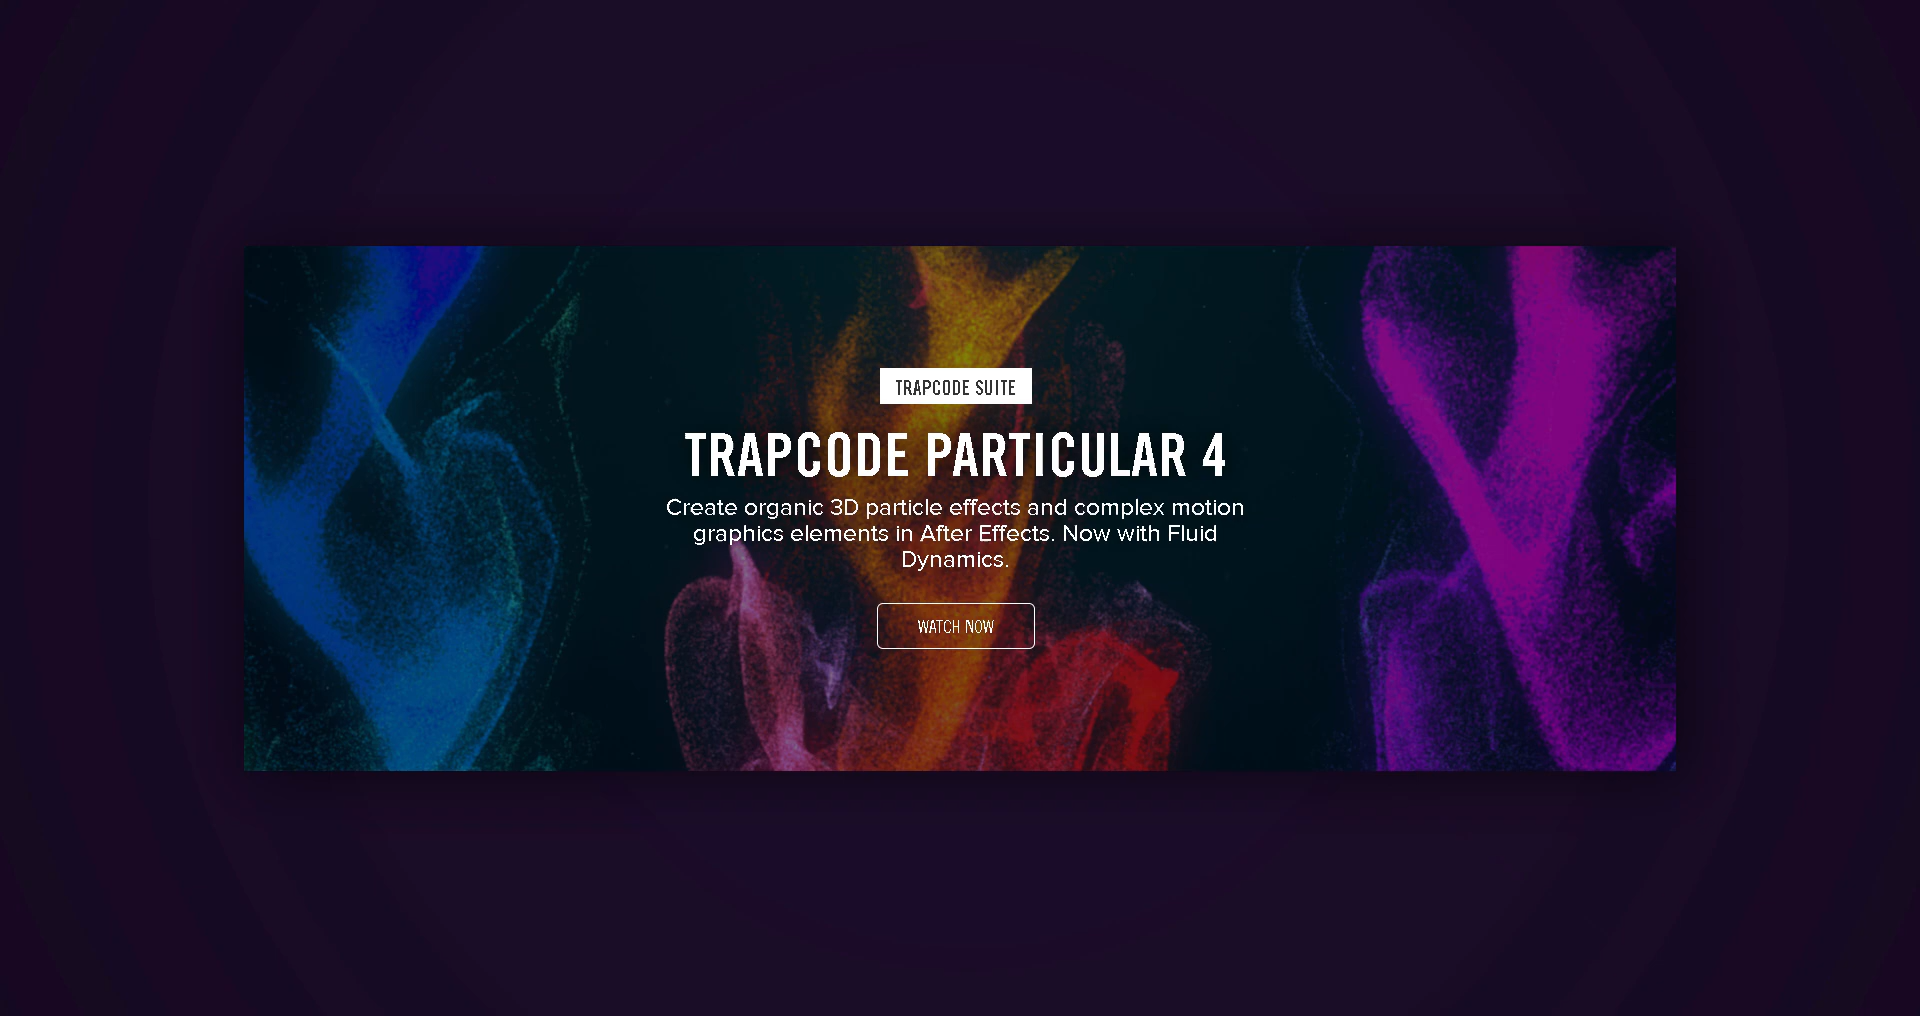 TRAPCODE SUITE
TRAPCODE PARTICULAR 4
Create organic 3D particle effects and complex motion
graphics elements in After Effects. Now with Fluid
Dynamics.
WATCH NOW